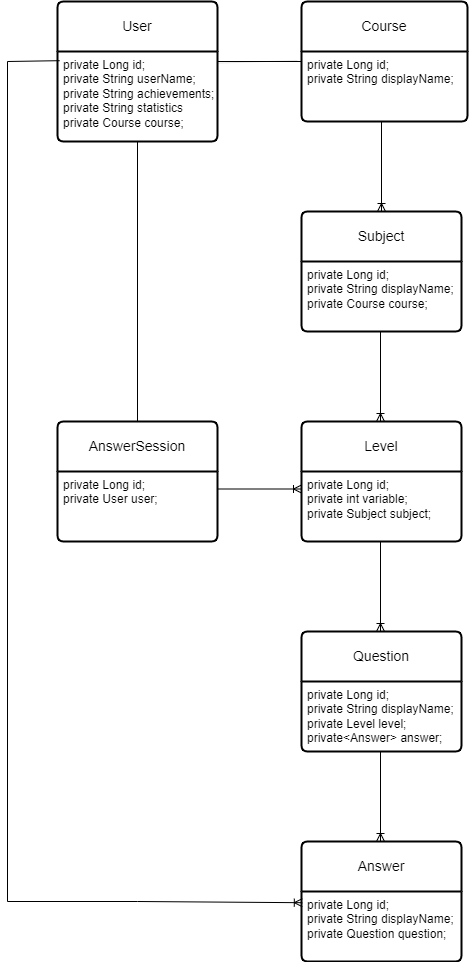 User
private Long id;
private String userName;
private String achievements;
private String statistics
private Course course;
Course
private Long id;
private String displayName;
Subject
private Long id;
private String displayName;
private Course course;
AnswerSession
private Long id;
private User user;
Level
private Long id;
private int variable;
private Subject subject;
Question
private Long id;
private String displayName;
private Level level;
private<Answer> answer;
Answer
private Long id;
private String displayName;
private Question question;